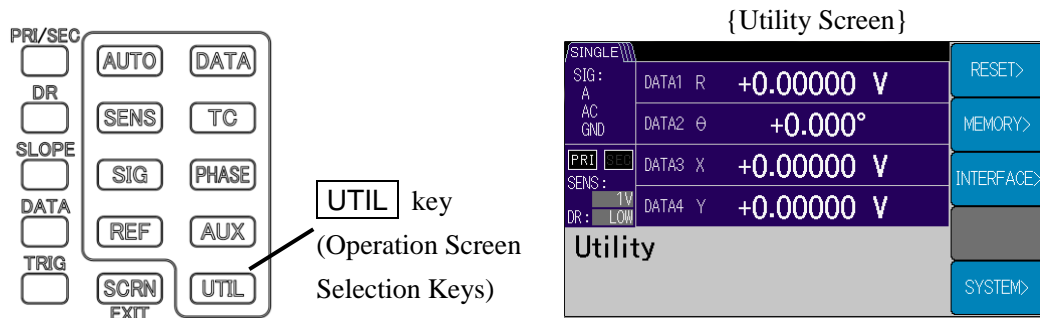 {Utility Screen}
PRI/SEC
DR
SLOPE
DATA
TRIG
AUTO DATA
SENS TC
SIG PHASE
REF AUX
SCRN UTIL
EXIT
UTIL key
(Operation Screen
Selection Keys)
SINGLE
SIG:
A
AC
GND
PRI SEC
SENS:
1V
DR: LOW
DATA1 R +0.00000 V
DATA2 θ +0.000°
DATA3 X +0.00000 V
DATA4 Y +0.00000 V
Utility
RESET>
MEMORY>
INTERFACE>
SYSTEM>